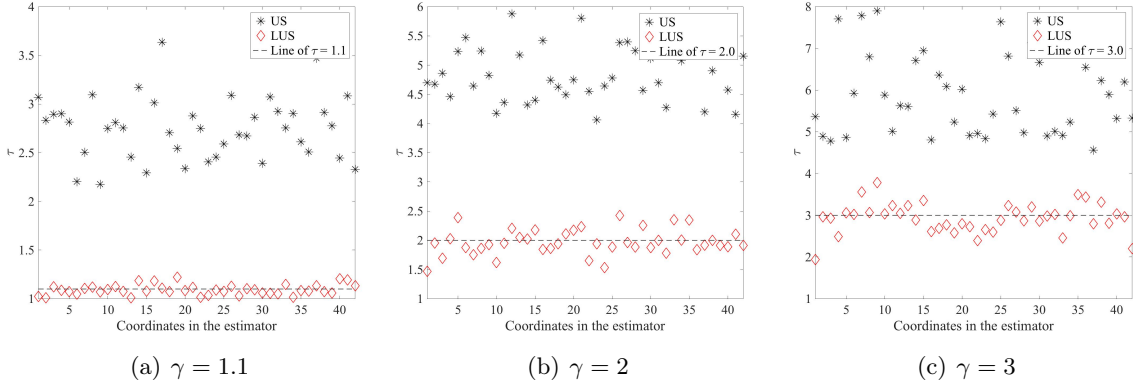 4
3.5
3
2.5
2
1.5
1
τ
5 10 15 20 25 30 35 40
Coordinates in the estimator
US
LUS
Line of τ = 1.1
(a) γ = 1.1
6
5.5
5
4.5
4
3.5
3
2.5
2
1.5
1
τ
5 10 15 20 25 30 35 40
Coordinates in the estimator
US
LUS
Line of τ = 2.0
(b) γ = 2
8
7
6
5
4
3
2
1
τ
5 10 15 20 25 30 35 40
Coordinates in the estimator
US
LUS
Line of τ = 3.0
(c) γ = 3